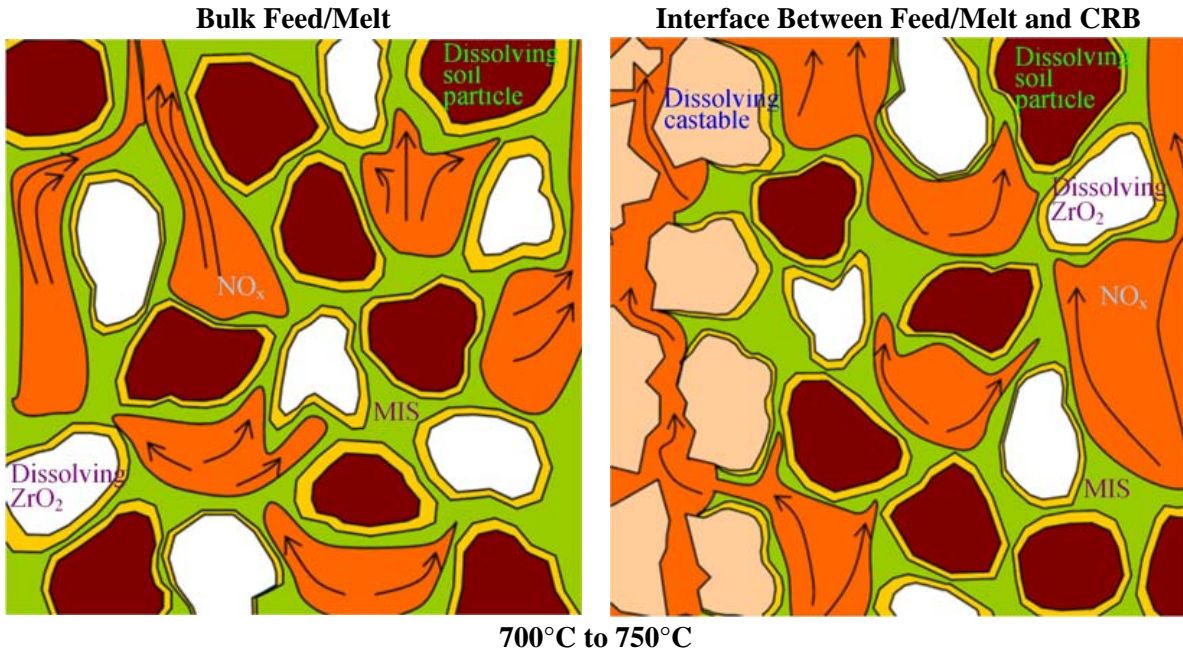 Bulk Feed/Melt
Dissolving
soil
particle
NOx
MIS
Dissolving
ZrO2
Interface Between Feed/Melt and CRB
Dissolving
castable
Dissolving
soil
particle
Dissolving
ZrO2
NOx
MIS
700°C to 750°C